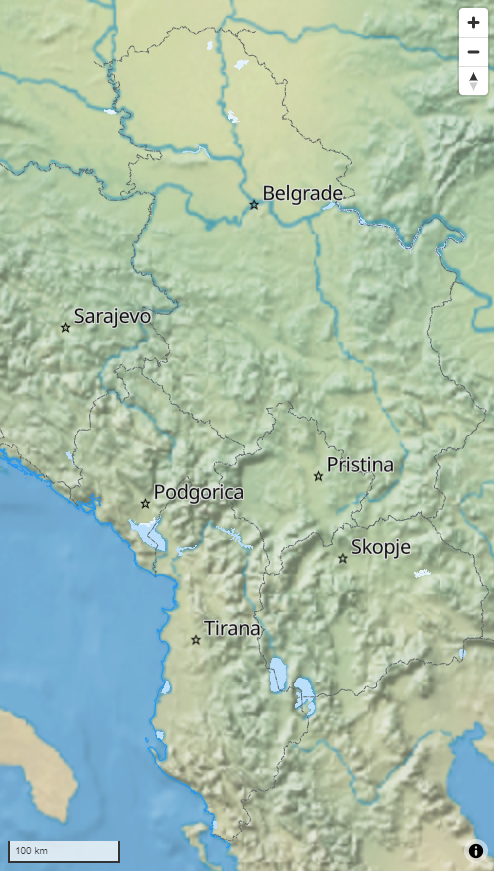 Belgrade
Sarajevo
Pristina
Podgorica
Skopje
Tirana
100 km